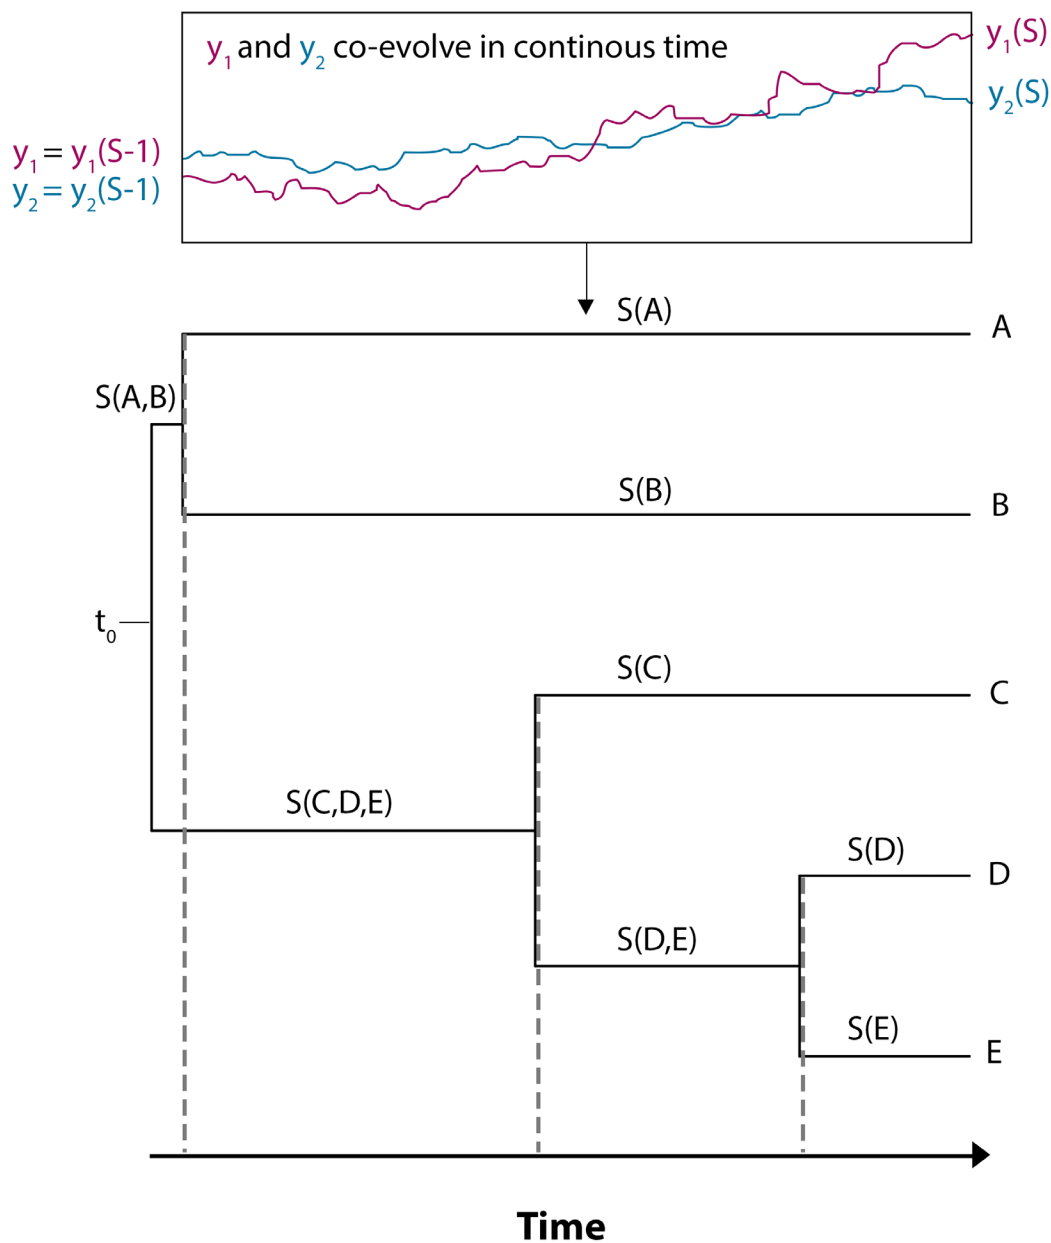 y1 and y2 co-evolve in continous time
y1(S)
y2(S)
y1 = y1(S-1)
y2 = y2(S-1)
S(A)
A
S(A,B)
S(B)
B
t0
S(C)
C
S(C,D,E)
S(D)
D
S(D,E)
S(E)
E
Time